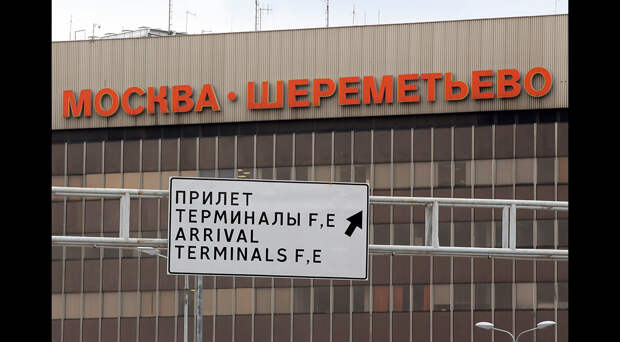 МОСКВА · ШЕРЕМЕТЬЕВО
ПРИЛЕТ
ТЕРМИНАЛЫ F,E
ARRIVAL
TERMINALS F,E